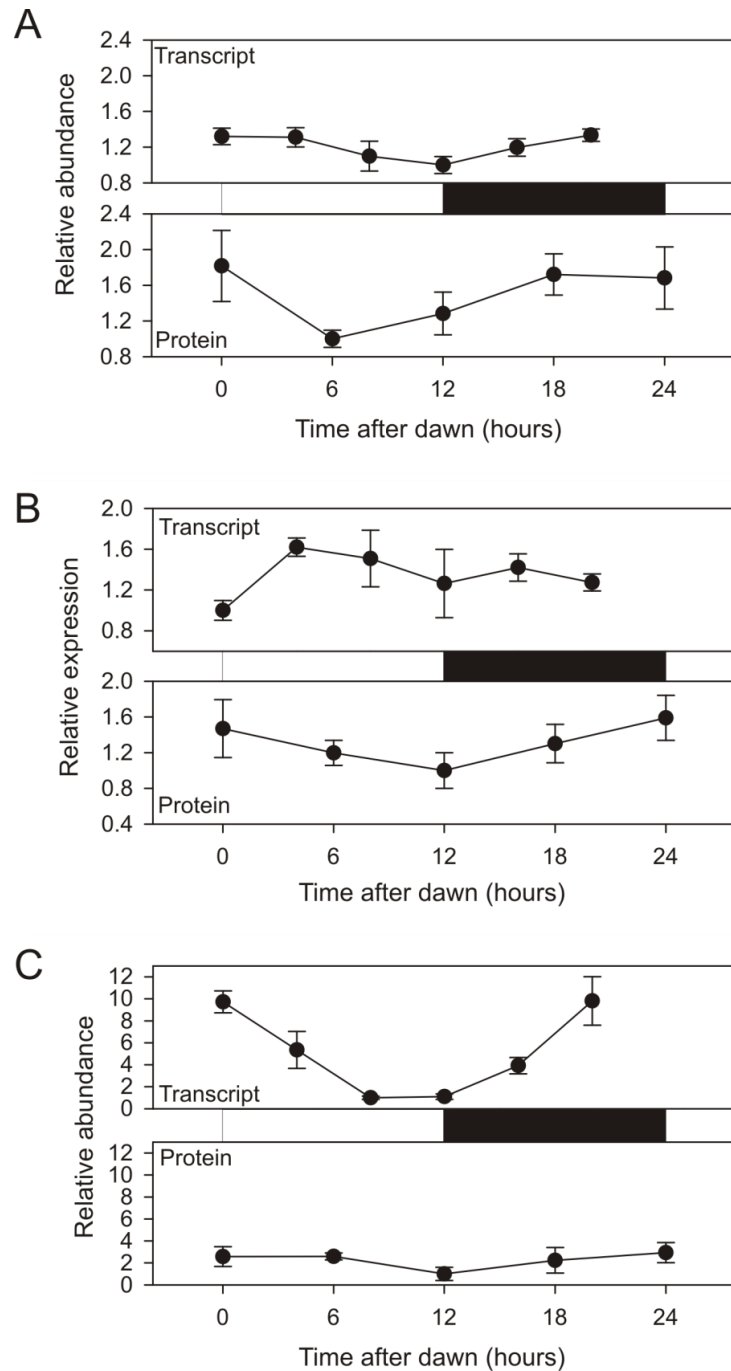 A
Transcript
2.4
2.0
1.6
1.2
0.8
Relative abundance
2.4
2.0
1.6
1.2
0.8
Protein
0 6 12 18 24
Time after dawn (hours)
B
Transcript
2.0
1.6
1.2
0.8
Relative expression
2.0
1.6
1.2
0.8
0.4
Protein
0 6 12 18 24
Time after dawn (hours)
C
12
10
8
6
4
2
0
Transcript
Relative abundance
Protein
12
10
8
6
4
2
0
0 6 12 18 24
Time after dawn (hours)